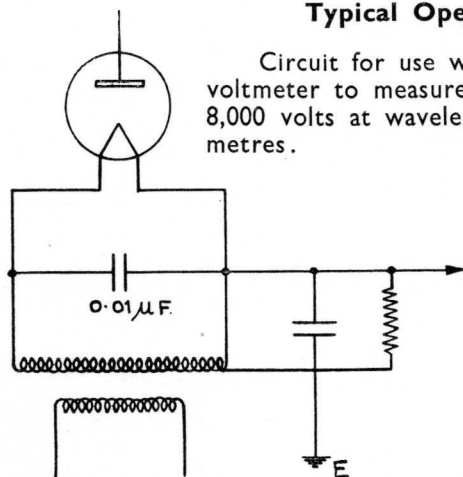 Typical Ope
Circuit for use w
voltmeter to measure
8,000 volts at wavele
metres.
0.01μF.
E